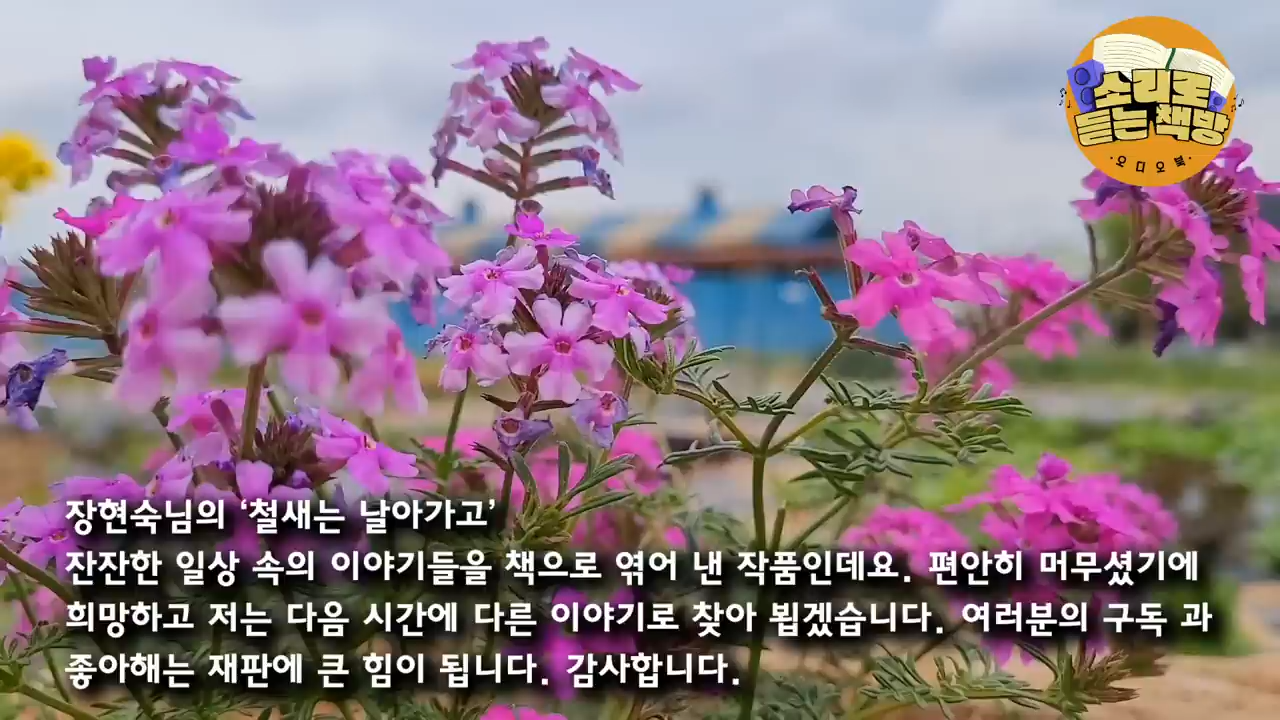 소리로
듣는 책방
·오디오북·
장현숙님의 ‘철새는 날아가고’
잔잔한 일상 속의 이야기들을 책으로 엮어 낸 작품인데요. 편안히 머무셨기에
희망하고 저는 다음 시간에 다른 이야기로 찾아 뵙겠습니다. 여러분의 구독 과
좋아해는 재판에 큰 힘이 됩니다. 감사합니다.